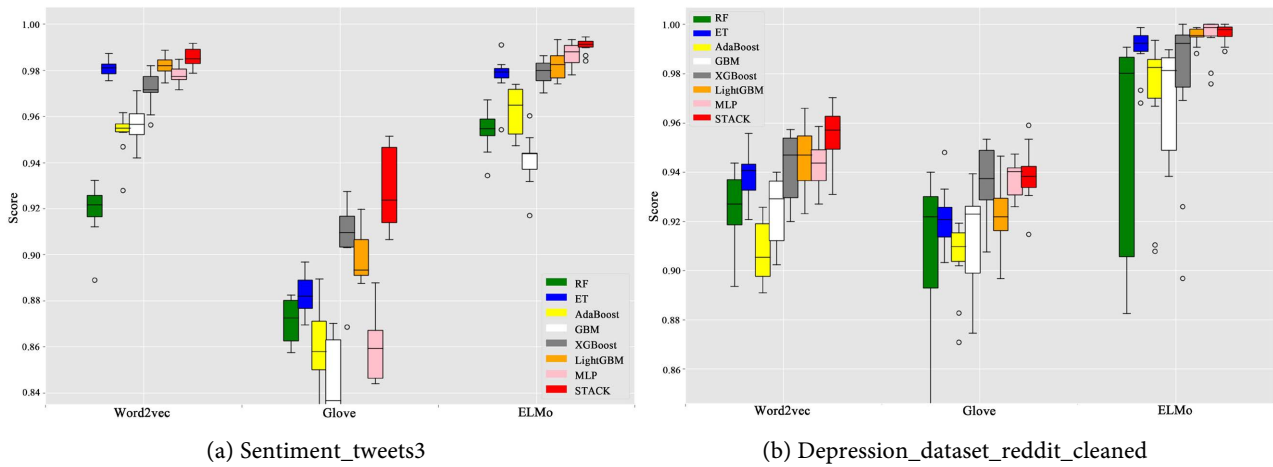 1.00
0.98
0.96
0.94
0.92
0.90
0.88
0.86
0.84
Score
RF
ET
AdaBoost
GBM
XGBoost
LightGBM
MLP
STACK
Word2vec
Glove
ELMo
(a) Sentiment_tweets3
1.00
0.98
0.96
0.94
0.92
0.90
0.88
0.86
Score
RF
ET
AdaBoost
GBM
XGBoost
LightGBM
MLP
STACK
Word2vec
Glove
ELMo
(b) Depression_dataset_reddit_cleaned